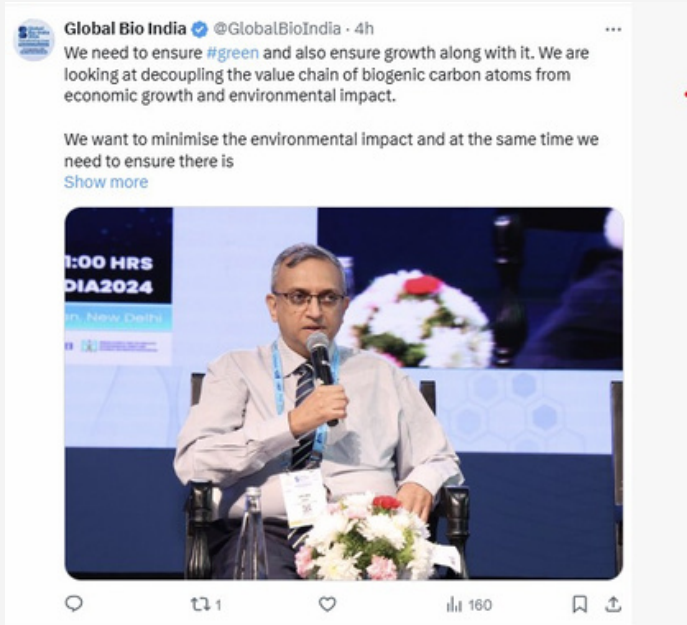 Global Bio India @GlobalBioIndia · 4h
We need to ensure #green and also ensure growth along with it. We are
looking at decoupling the value chain of biogenic carbon atoms from
economic growth and environmental impact.
We want to minimise the environmental impact and at the same time we
need to ensure there is
Show more
1:00 HRS
DIA2024
an, New Delhi
1
160